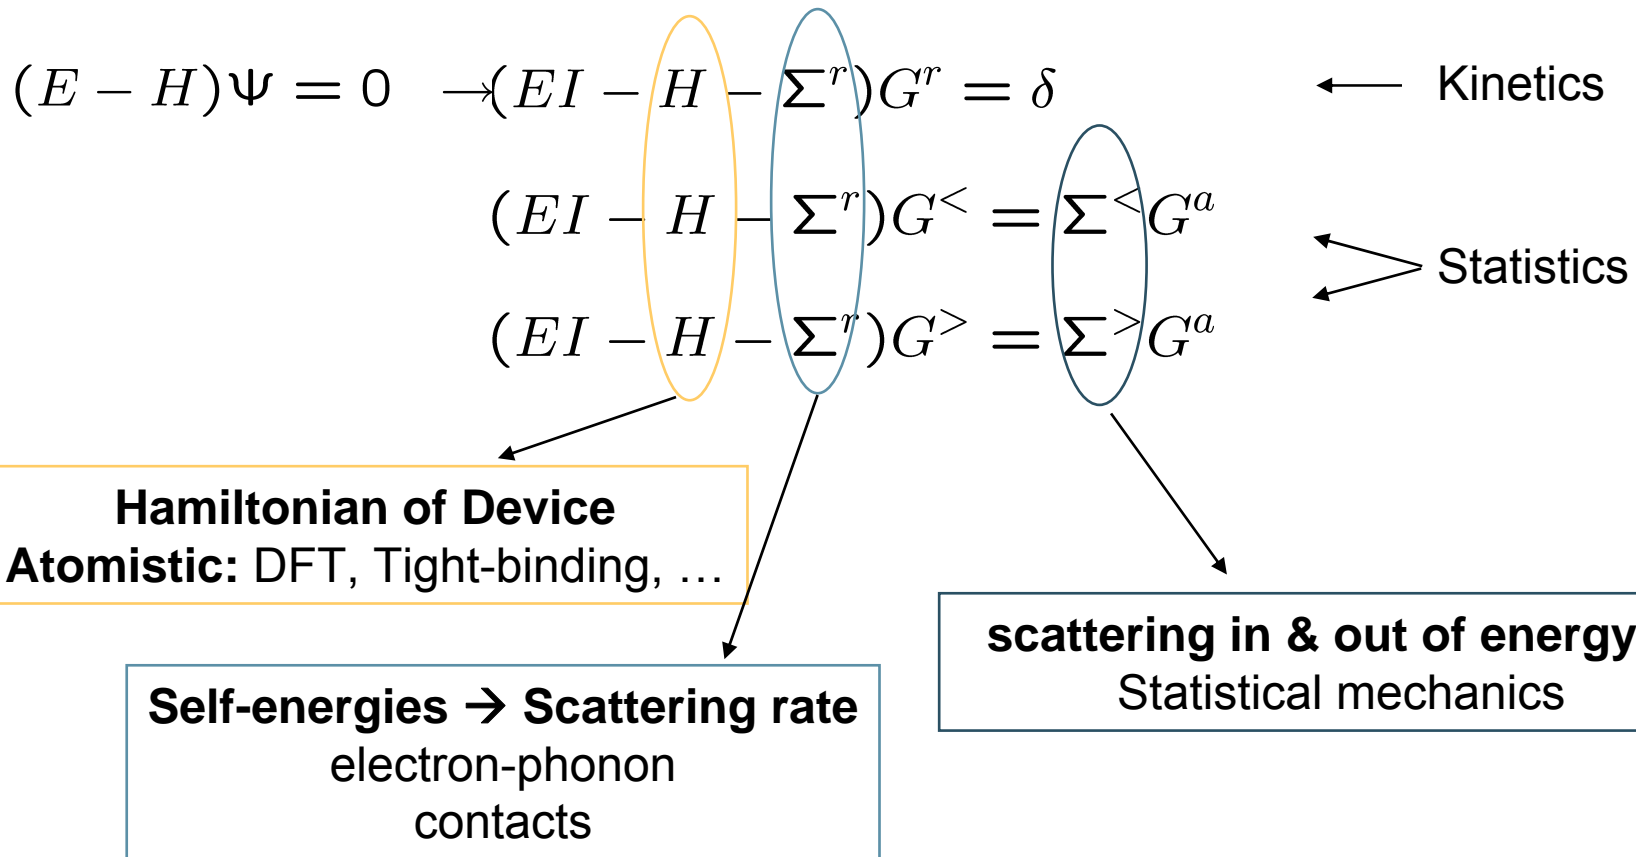 (E − H)Ψ = 0 → (EI − H − Σ^r)G^r = δ ← Kinetics
(EI − H − Σ^r)G^< = Σ^<G^a
Statistics
(EI − H − Σ^r)G^> = Σ^>G^a
Hamiltonian of Device
Atomistic: DFT, Tight-binding, …
scattering in & out of energy
Statistical mechanics
Self-energies → Scattering rate
electron-phonon
contacts